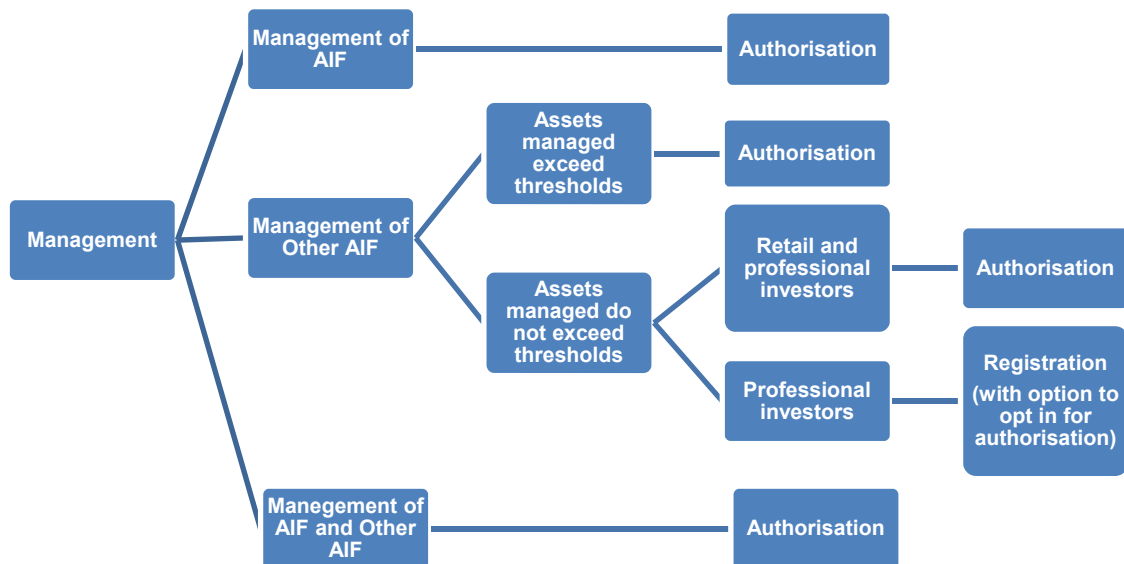 Management of
AIF
Authorisation
Assets
managed
exceed
thresholds
Authorisation
Management
Management of
Other AIF
Retail and
professional
investors
Authorisation
Assets
managed do
not exceed
thresholds
Professional
investors
Registration
(with option to
opt in for
authorisation)
Manegement of
AIF and Other
AIF
Authorisation